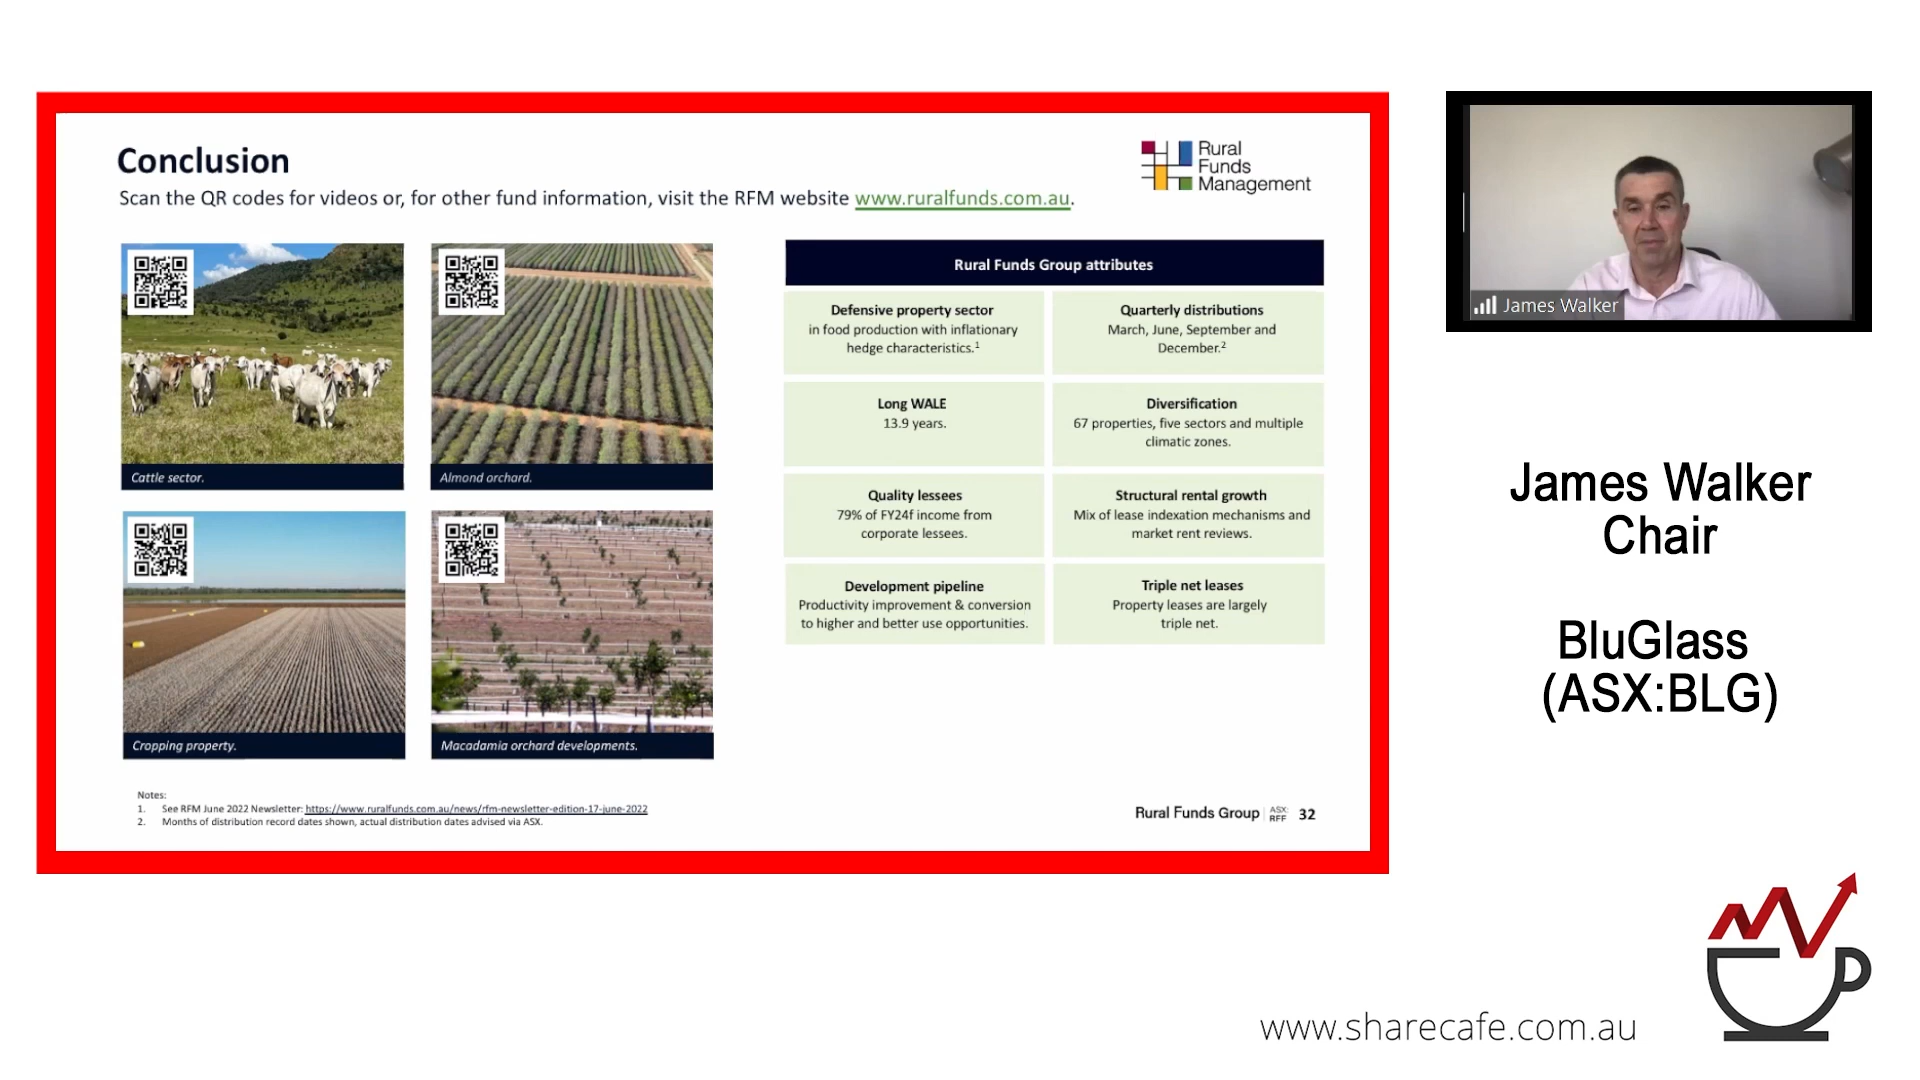 Conclusion
Scan the QR codes for videos or, for other fund information, visit the RFM website www.ruralfunds.com.au.
Rural
Funds
Management
Cattle sector.
Almond orchard.
Cropping property.
Macadamia orchard developments.
Rural Funds Group attributes
Defensive property sector
in food production with inflationary
hedge characteristics.1
Quarterly distributions
March, June, September and
December.2
Long WALE
13.9 years.
Diversification
67 properties, five sectors and multiple
climatic zones.
Quality lessees
79% of FY24f income from
corporate lessees.
Structural rental growth
Mix of lease indexation mechanisms and
market rent reviews.
Development pipeline
Productivity improvement & conversion
to higher and better use opportunities.
Triple net leases
Property leases are largely
triple net.
Notes:
1. See RFM June 2022 Newsletter: https://www.ruralfunds.com.au/news/rfm-newsletter-edition-17-june-2022
2. Months of distribution record dates shown, actual distribution dates advised via ASX.
Rural Funds Group ASX: RFF 32
James Walker
James Walker
Chair
BluGlass
(ASX:BLG)
www.sharecafe.com.au